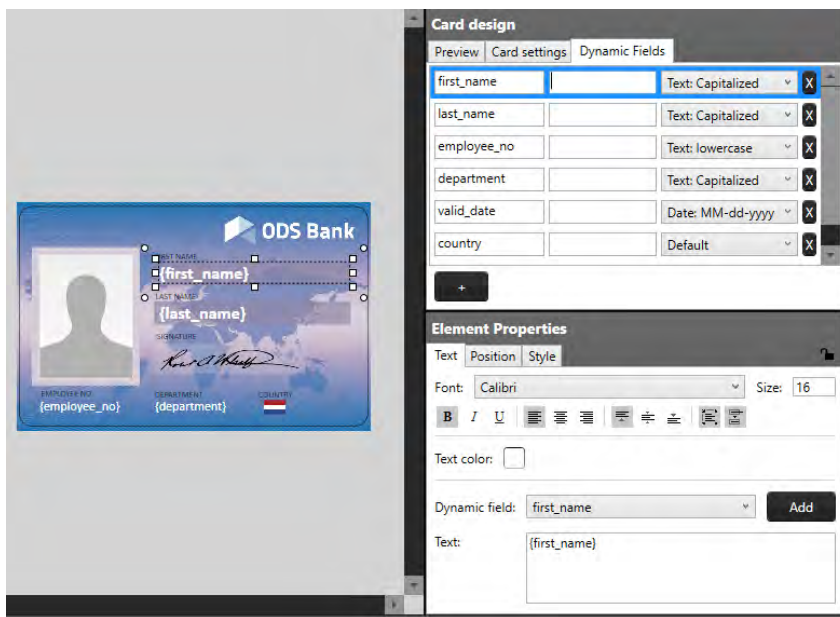 ODS Bank
FIRST NAME
{first_name}
LAST NAME
{last_name}
SIGNATURE
EMPLOYEE NO
DEPARTMENT
COUNTRY
{employee_no}
{department}
Card design
Preview
Card settings
Dynamic Fields
first_name
Text: Capitalized
X
last_name
Text: Capitalized
X
employee_no
Text: lowercase
X
department
Text: Capitalized
X
valid_date
Date: MM-dd-yyyy
X
country
Default
X
+
Element Properties
Text
Position
Style
Font:
Calibri
Size:
16
B
I
U
Text color:
Dynamic field:
first_name
Add
Text:
{first_name}